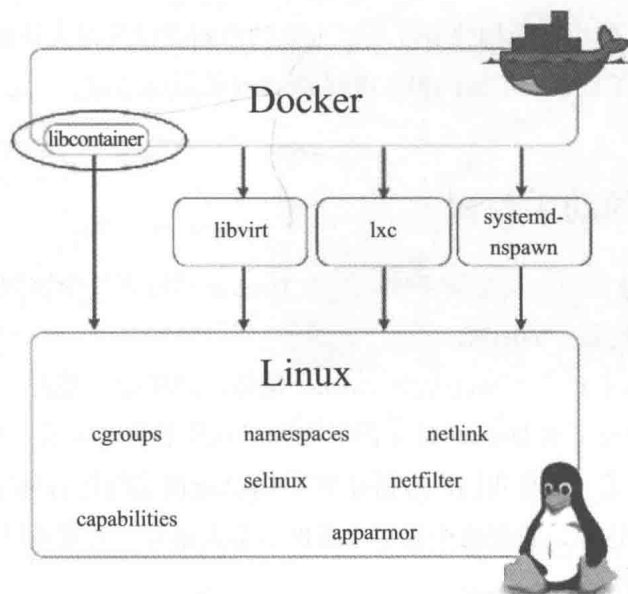 Docker
libcontainer
libvirt
lxc
systemd-
nspawn
Linux
cgroups
namespaces
netlink
selinux
netfilter
capabilities
apparmor